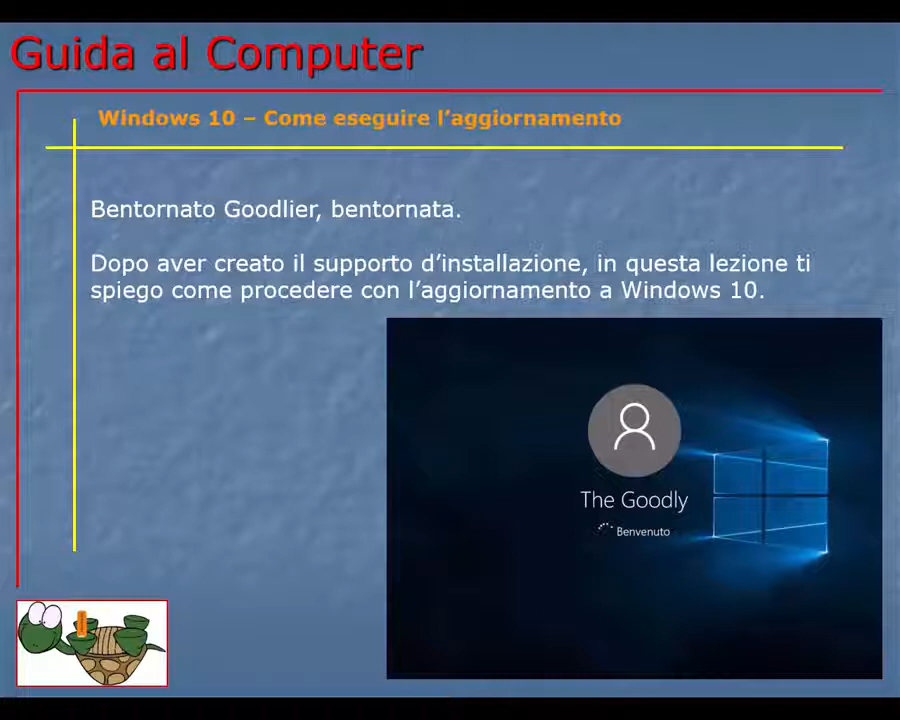 Guida al Computer
Windows 10 – Come eseguire l’aggiornamento
Bentornato Goodlier, bentornata.
Dopo aver creato il supporto d’installazione, in questa lezione ti
spiego come procedere con l’aggiornamento a Windows 10.
The Goodly
Benvenuto